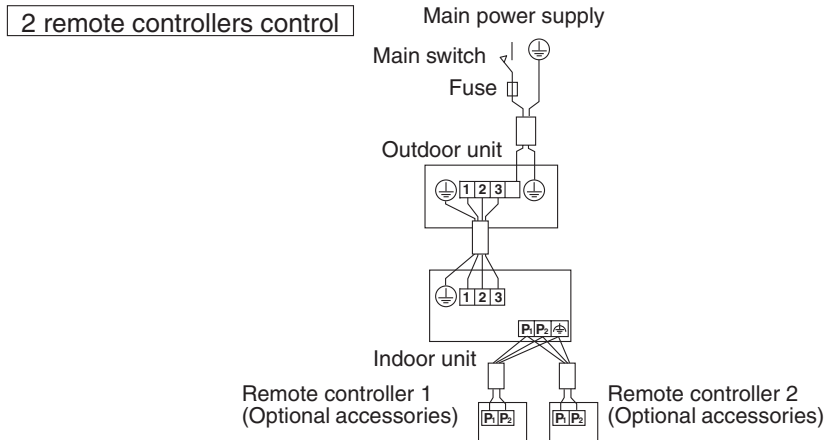 2 remote controllers control
Main power supply
Main switch
Fuse
Outdoor unit
1 2 3
1 2 3
P1 P2
Indoor unit
Remote controller 1
(Optional accessories)
P1 P2
P1 P2
Remote controller 2
(Optional accessories)